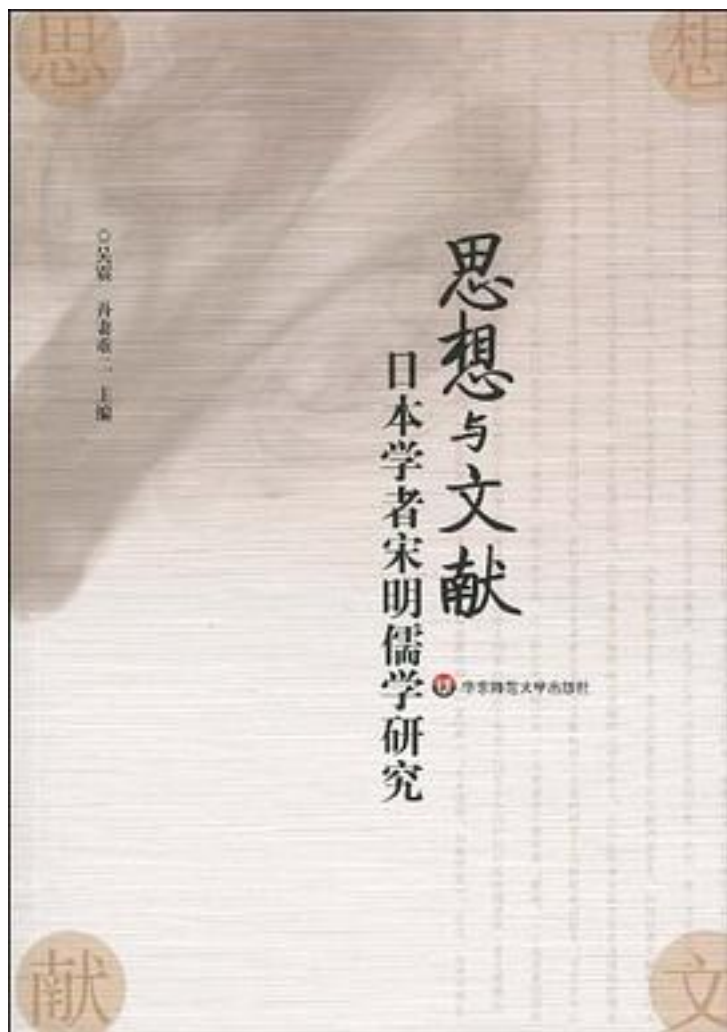 思
想
思想与文献
日本学者宋明儒学研究
◎吴震 吾妻重二 主编
华东师范大学出版社
献
文